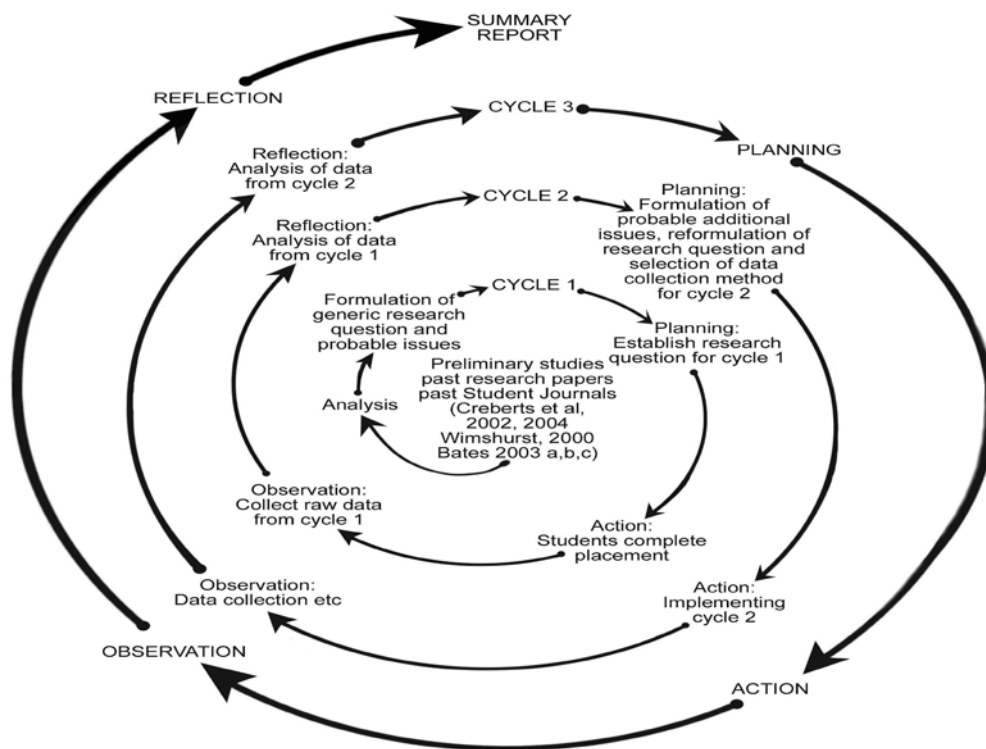 SUMMARY
REPORT
REFLECTION
CYCLE 3
PLANNING
Reflection:
Analysis of data
from cycle 2
CYCLE 2
Planning:
Formulation of
probable additional
issues, reformulation of
research question and
selection of data
collection method
for cycle 2
Reflection:
Analysis of data
from cycle 1
CYCLE 1
Formulation of
generic research
question and
probable issues
Planning:
Establish research
question for cycle 1
Preliminary studies
past research papers
past Student Journals
(Creberts et al,
2002, 2004
Wimshurst, 2000
Bates 2003 a,b,c)
Analysis
Observation:
Collect raw data
from cycle 1
Action:
Students complete
placement
Observation:
Data collection etc
Action:
Implementing
cycle 2
OBSERVATION
ACTION